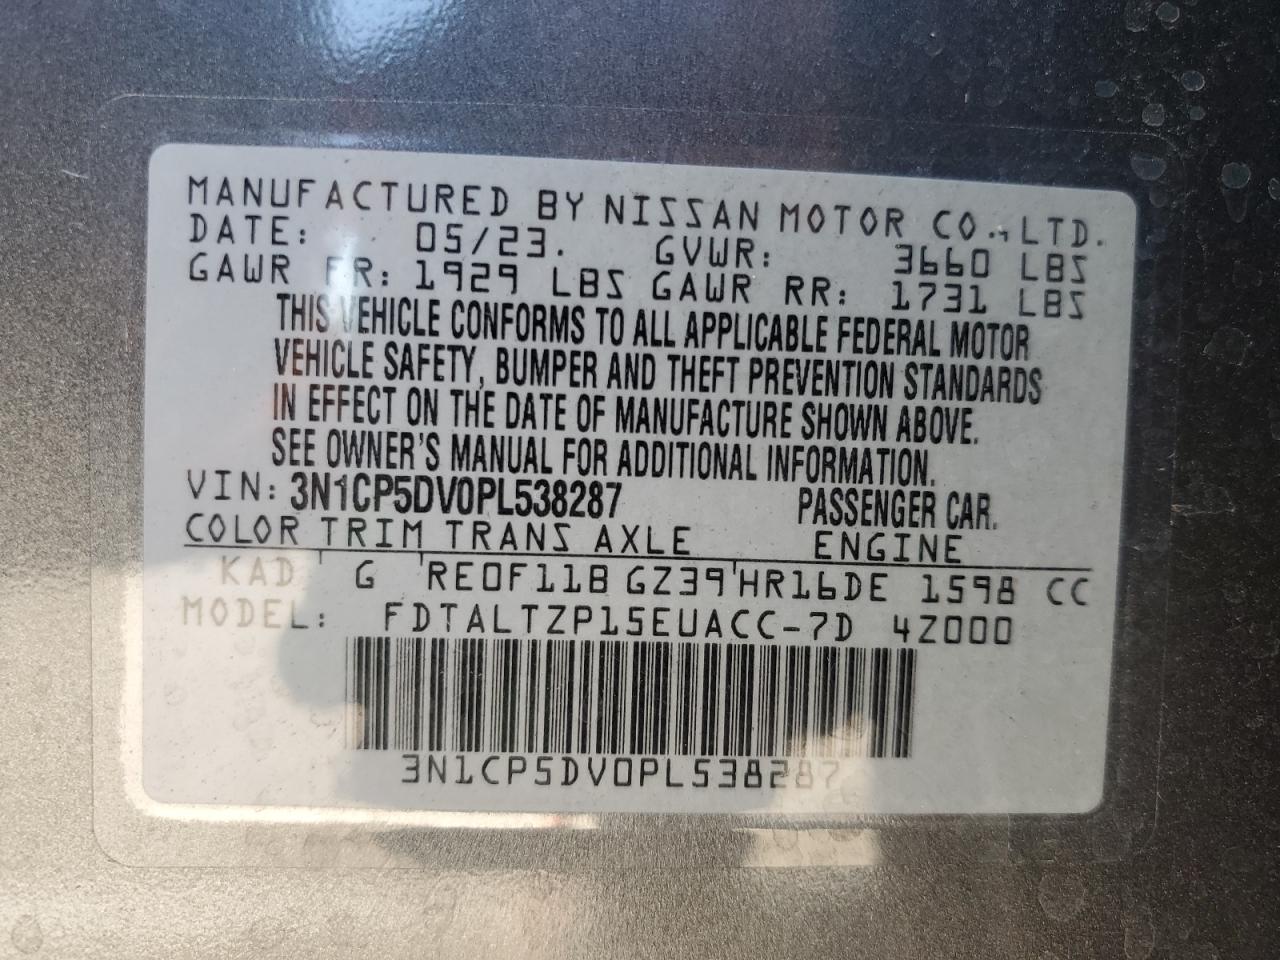 MANUFACTURED BY NISSAN MOTOR CO., LTD.
DATE: 05/23. GVWR: 3660 LBS
GAWR FR: 1929 LBS GAWR RR: 1731 LBS
THIS VEHICLE CONFORMS TO ALL APPLICABLE FEDERAL MOTOR
VEHICLE SAFETY, BUMPER AND THEFT PREVENTION STANDARDS
IN EFFECT ON THE DATE OF MANUFACTURE SHOWN ABOVE.
SEE OWNER'S MANUAL FOR ADDITIONAL INFORMATION.
VIN: 3N1CP5DV0PL538287 PASSENGER CAR.
COLOR TRIM TRANS AXLE ENGINE
KAD G RE0F11B GZ39 HR16DE 1598 CC
MODEL: FDTALTZP15EUACC-7D 4Z000
3N1CP5DV0PL538287